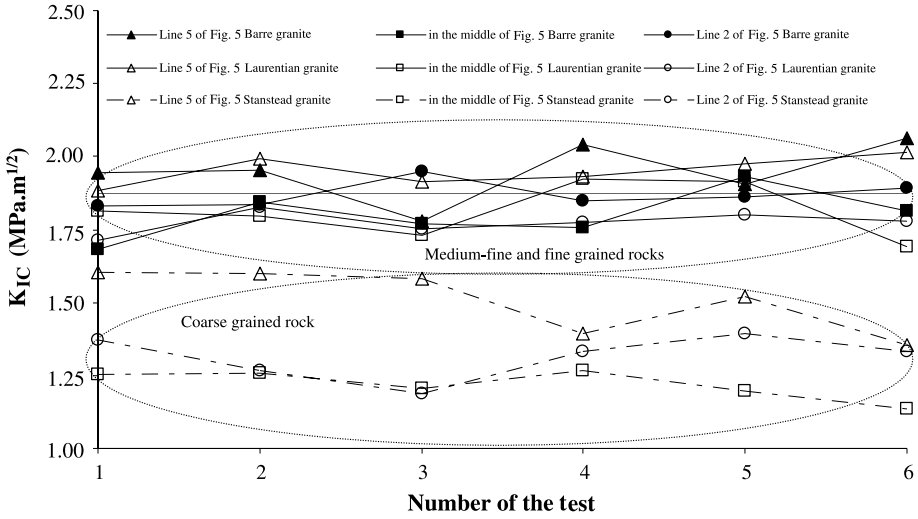 2.50
2.25
2.00
1.75
1.50
1.25
1.00
K_IC (MPa.m^1/2)
Line 5 of Fig. 5 Barre granite
in the middle of Fig. 5 Barre granite
Line 2 of Fig. 5 Barre granite
Line 5 of Fig. 5 Laurentian granite
in the middle of Fig. 5 Laurentian granite
Line 2 of Fig. 5 Laurentian granite
Line 5 of Fig. 5 Stanstead granite
in the middle of Fig. 5 Stanstead granite
Line 2 of Fig. 5 Stanstead granite
Medium-fine and fine grained rocks
Coarse grained rock
1 2 3 4 5 6
Number of the test